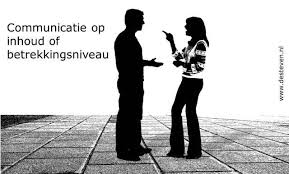 Communicatie op
inhoud of
betrekkingsniveau
www.desteven.nl